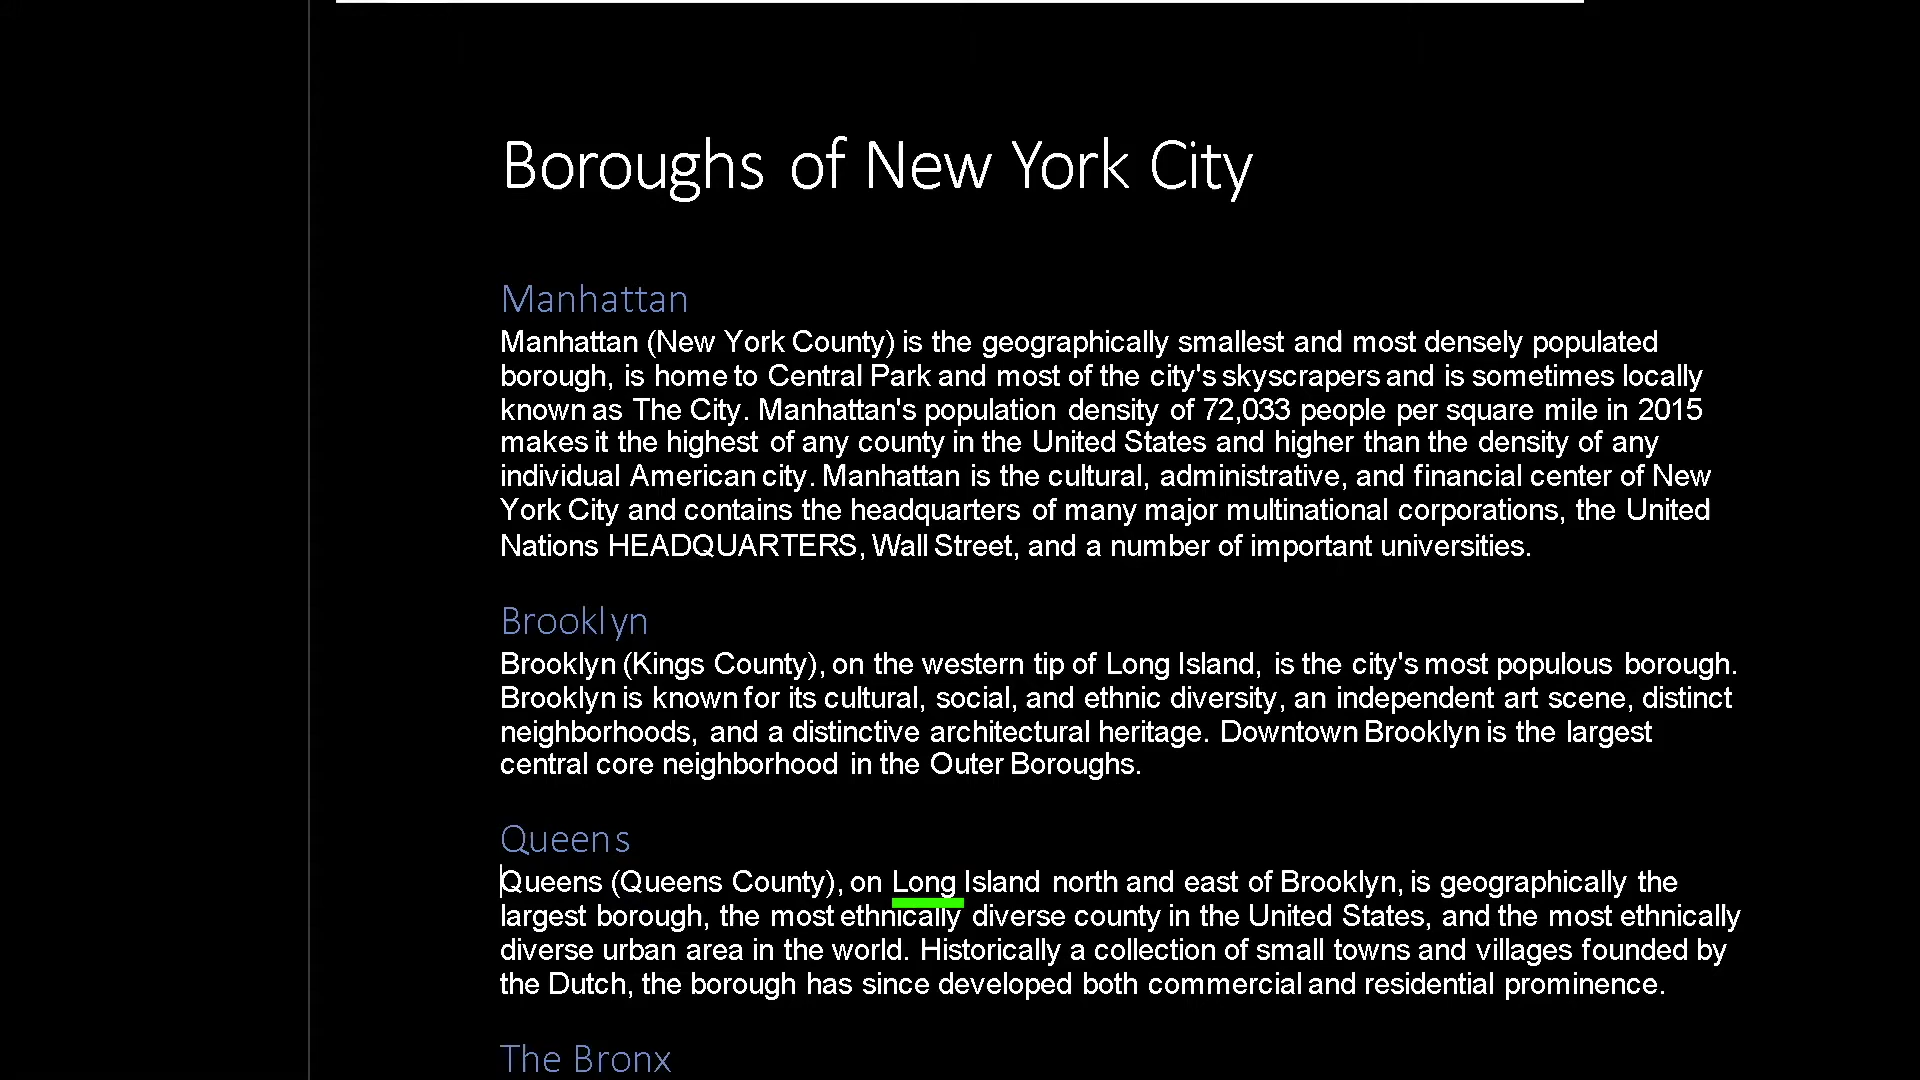 Boroughs of New York City
Manhattan
Manhattan (New York County) is the geographically smallest and most densely populated
borough, is home to Central Park and most of the city's skyscrapers and is sometimes locally
known as The City. Manhattan's population density of 72,033 people per square mile in 2015
makes it the highest of any county in the United States and higher than the density of any
individual American city. Manhattan is the cultural, administrative, and financial center of New
York City and contains the headquarters of many major multinational corporations, the United
Nations HEADQUARTERS, Wall Street, and a number of important universities.
Brooklyn
Brooklyn (Kings County), on the western tip of Long Island, is the city's most populous borough.
Brooklyn is known for its cultural, social, and ethnic diversity, an independent art scene, distinct
neighborhoods, and a distinctive architectural heritage. Downtown Brooklyn is the largest
central core neighborhood in the Outer Boroughs.
Queens
Queens (Queens County), on Long Island north and east of Brooklyn, is geographically the
largest borough, the most ethnically diverse county in the United States, and the most ethnically
diverse urban area in the world. Historically a collection of small towns and villages founded by
the Dutch, the borough has since developed both commercial and residential prominence.
The Bronx